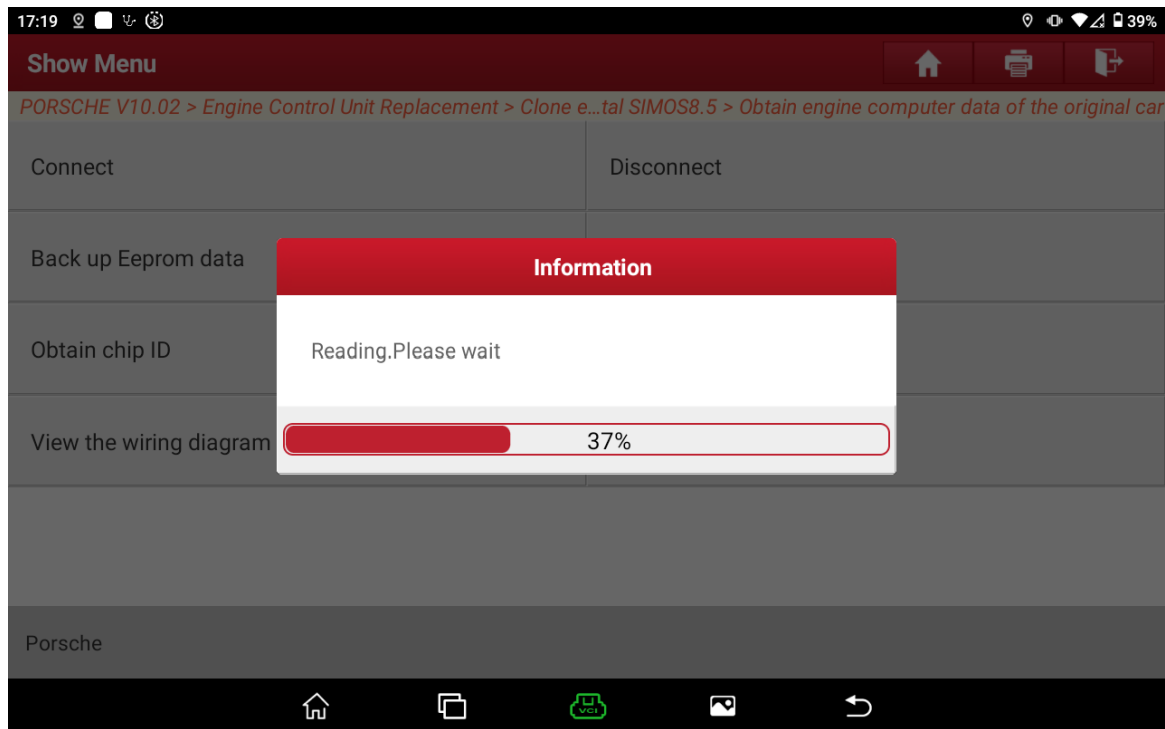 17:19
39%
Show Menu
PORSCHE V10.02 > Engine Control Unit Replacement > Clone e...tal SIMOS8.5 > Obtain engine computer data of the original car
Connect
Disconnect
Back up Eeprom data
Information
Obtain chip ID
Reading.Please wait
View the wiring diagram
37%
Porsche
VCI